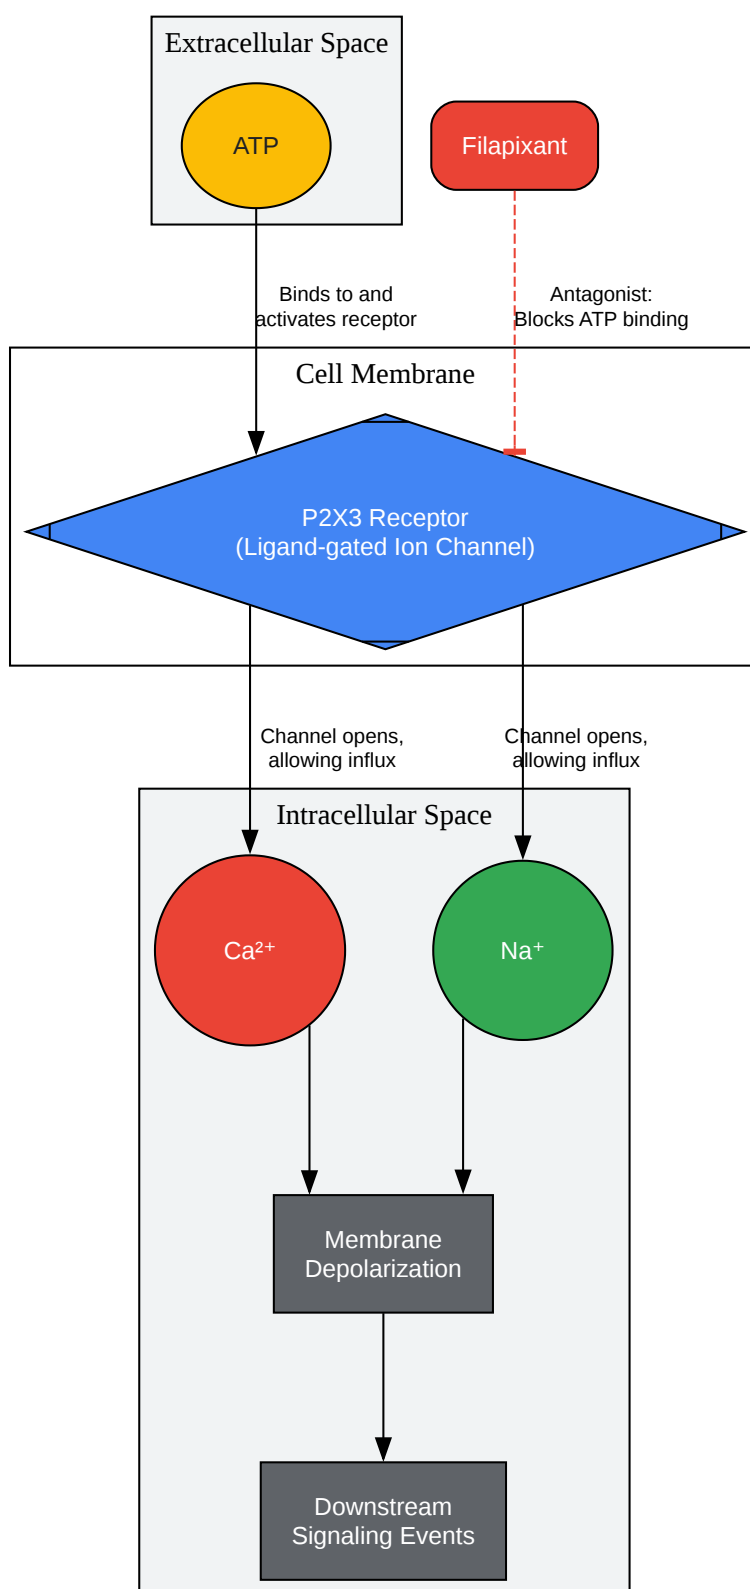 Extracellular Space
ATP
Filapixant
Binds to and
activates receptor
Antagonist:
Blocks ATP binding
Cell Membrane
P2X3 Receptor
(Ligand-gated Ion Channel)
Channel opens,
allowing influx
Channel opens,
allowing influx
Intracellular Space
Ca²⁺
Na⁺
Membrane
Depolarization
Downstream
Signaling Events